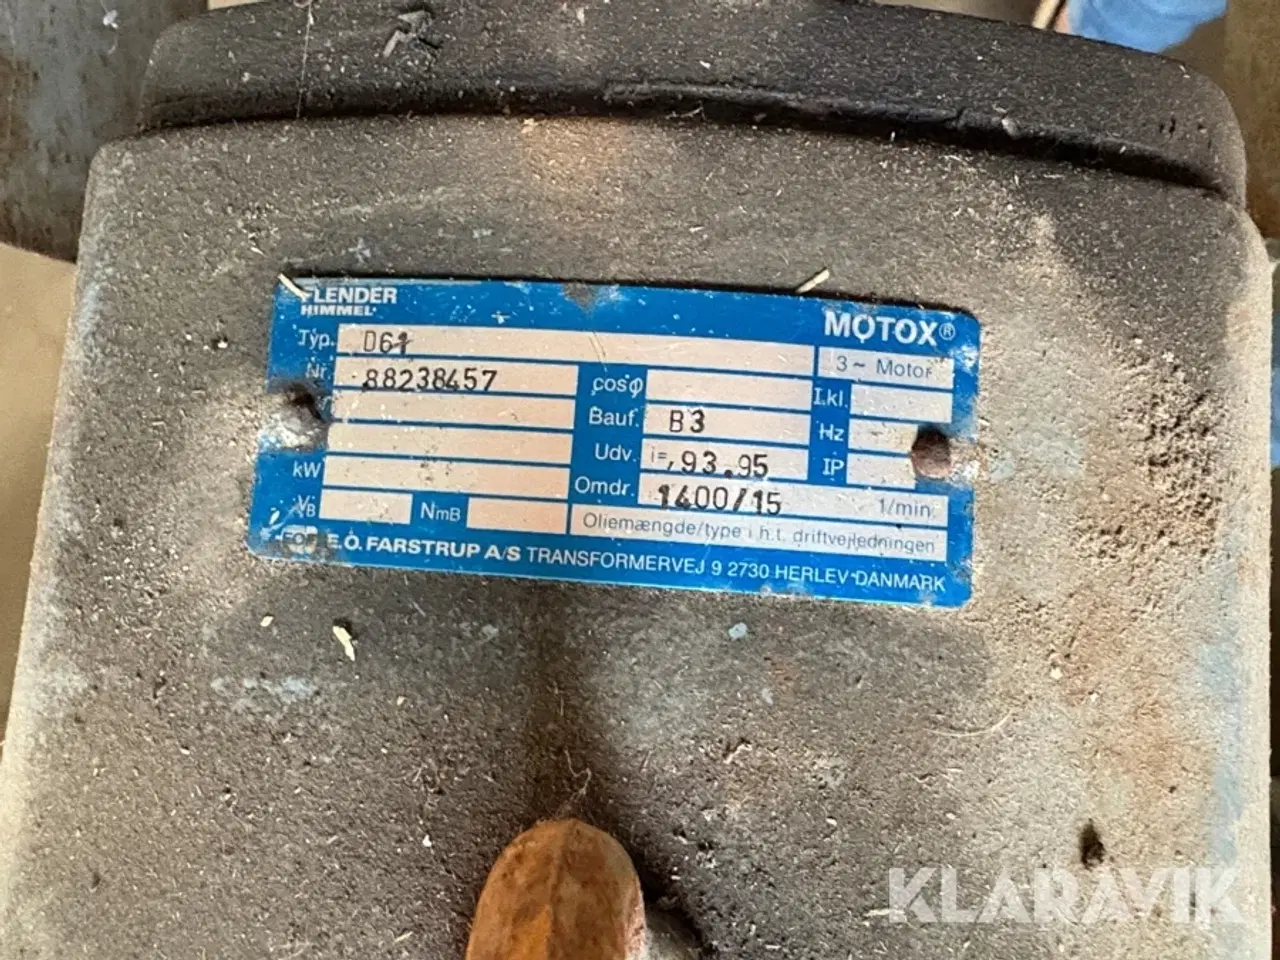 FLENDER
HIMMEL
MOTOX®
Typ. D61
3~ Motor
Nr. 88238457
cosφ
I.kl.
Bauf. B3
Hz
Udv. i=,93.95
IP
kW
Omdr. 1400/15 1/min.
VB
NmB
Oliemængde/type i h.t. driftvejledningen
E.Ö. FARSTRUP A/S TRANSFORMERVEJ 9 2730 HERLEV-DANMARK
KLARAVIK